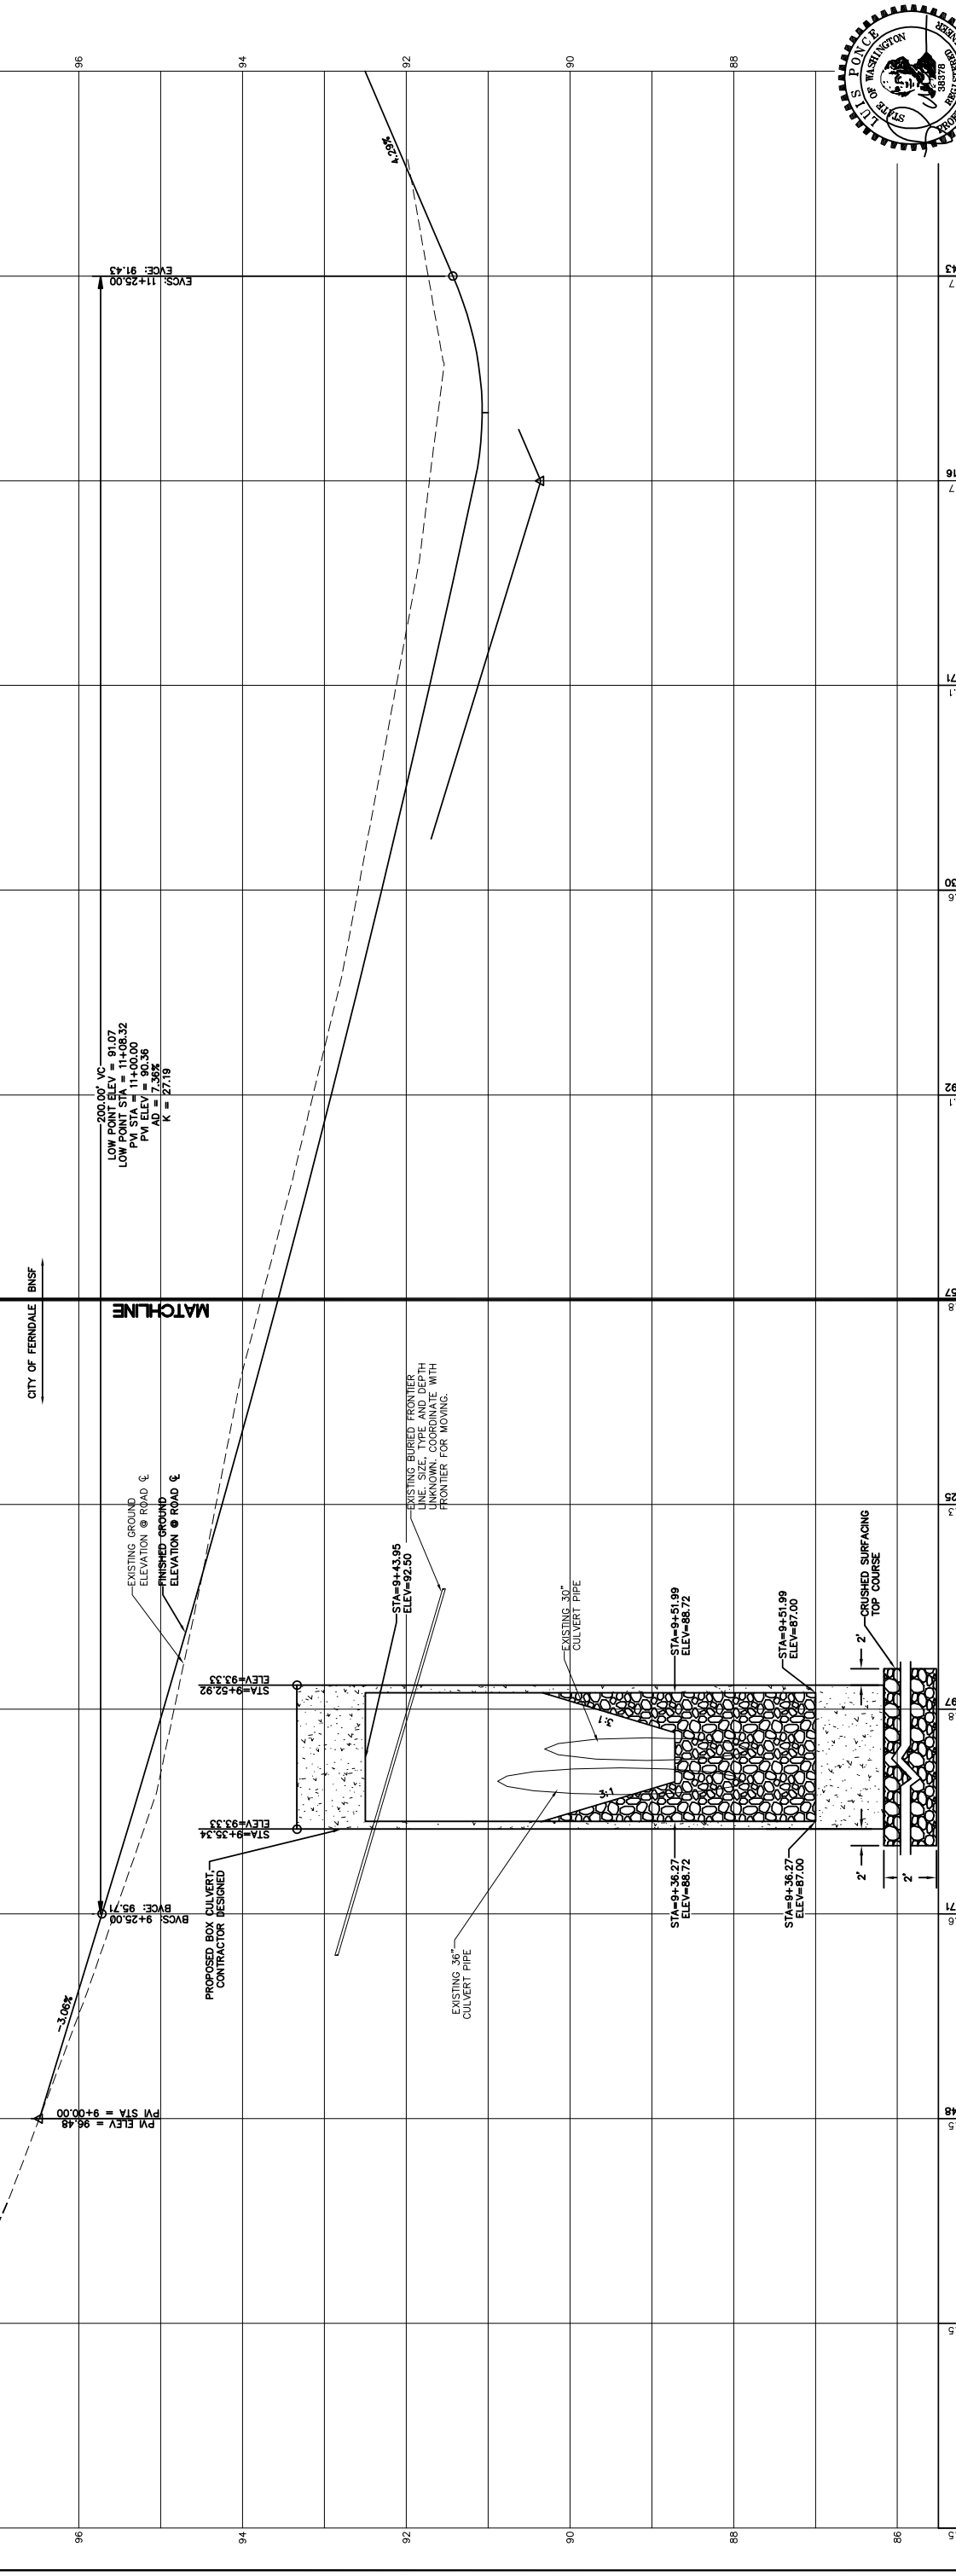 96
94
92
90
88
LUIS PONCE
STATE OF WASHINGTON
38378
4.29%
EVCS: 11+25.00
EVCE: 91.43
200.00' VC
LOW POINT ELEV = 91.07
LOW POINT STA = 11+08.32
PVI STA = 11+00.00
PVI ELEV = 90.36
AD = 7.36%
K = 27.19
CITY OF FERNDALE
BNSF
MATCHLINE
EXISTING GROUND
ELEVATION @ ROAD ℄
FINISHED GROUND
ELEVATION @ ROAD ℄
EXISTING BURIED FRONTIER
LINE. SIZE, TYPE AND DEPTH
UNKNOWN. COORDINATE WITH
FRONTIER FOR MOVING.
STA=9+43.95
ELEV=92.50
EXISTING 30"
CULVERT PIPE
STA=9+51.99
ELEV=88.72
STA=9+51.99
ELEV=87.00
CRUSHED SURFACING
TOP COURSE
STA=9+52.92
ELEV=93.33
3:1
3:1
2'
2'
2'
STA=9+35.34
ELEV=93.33
PROPOSED BOX CULVERT,
CONTRACTOR DESIGNED
EXISTING 36"
CULVERT PIPE
STA=9+36.27
ELEV=88.72
STA=9+36.27
ELEV=87.00
BVCS: 9+25.00
BVCE: 95.71
-3.06%
PVI STA = 9+00.00
PVI ELEV = 96.48
96
94
92
90
88
86